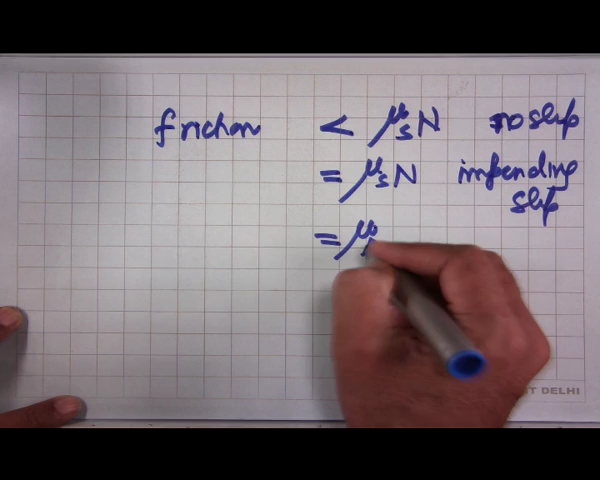 friction < μsN no slip
= μsN impending
slip
= μ
DELHI